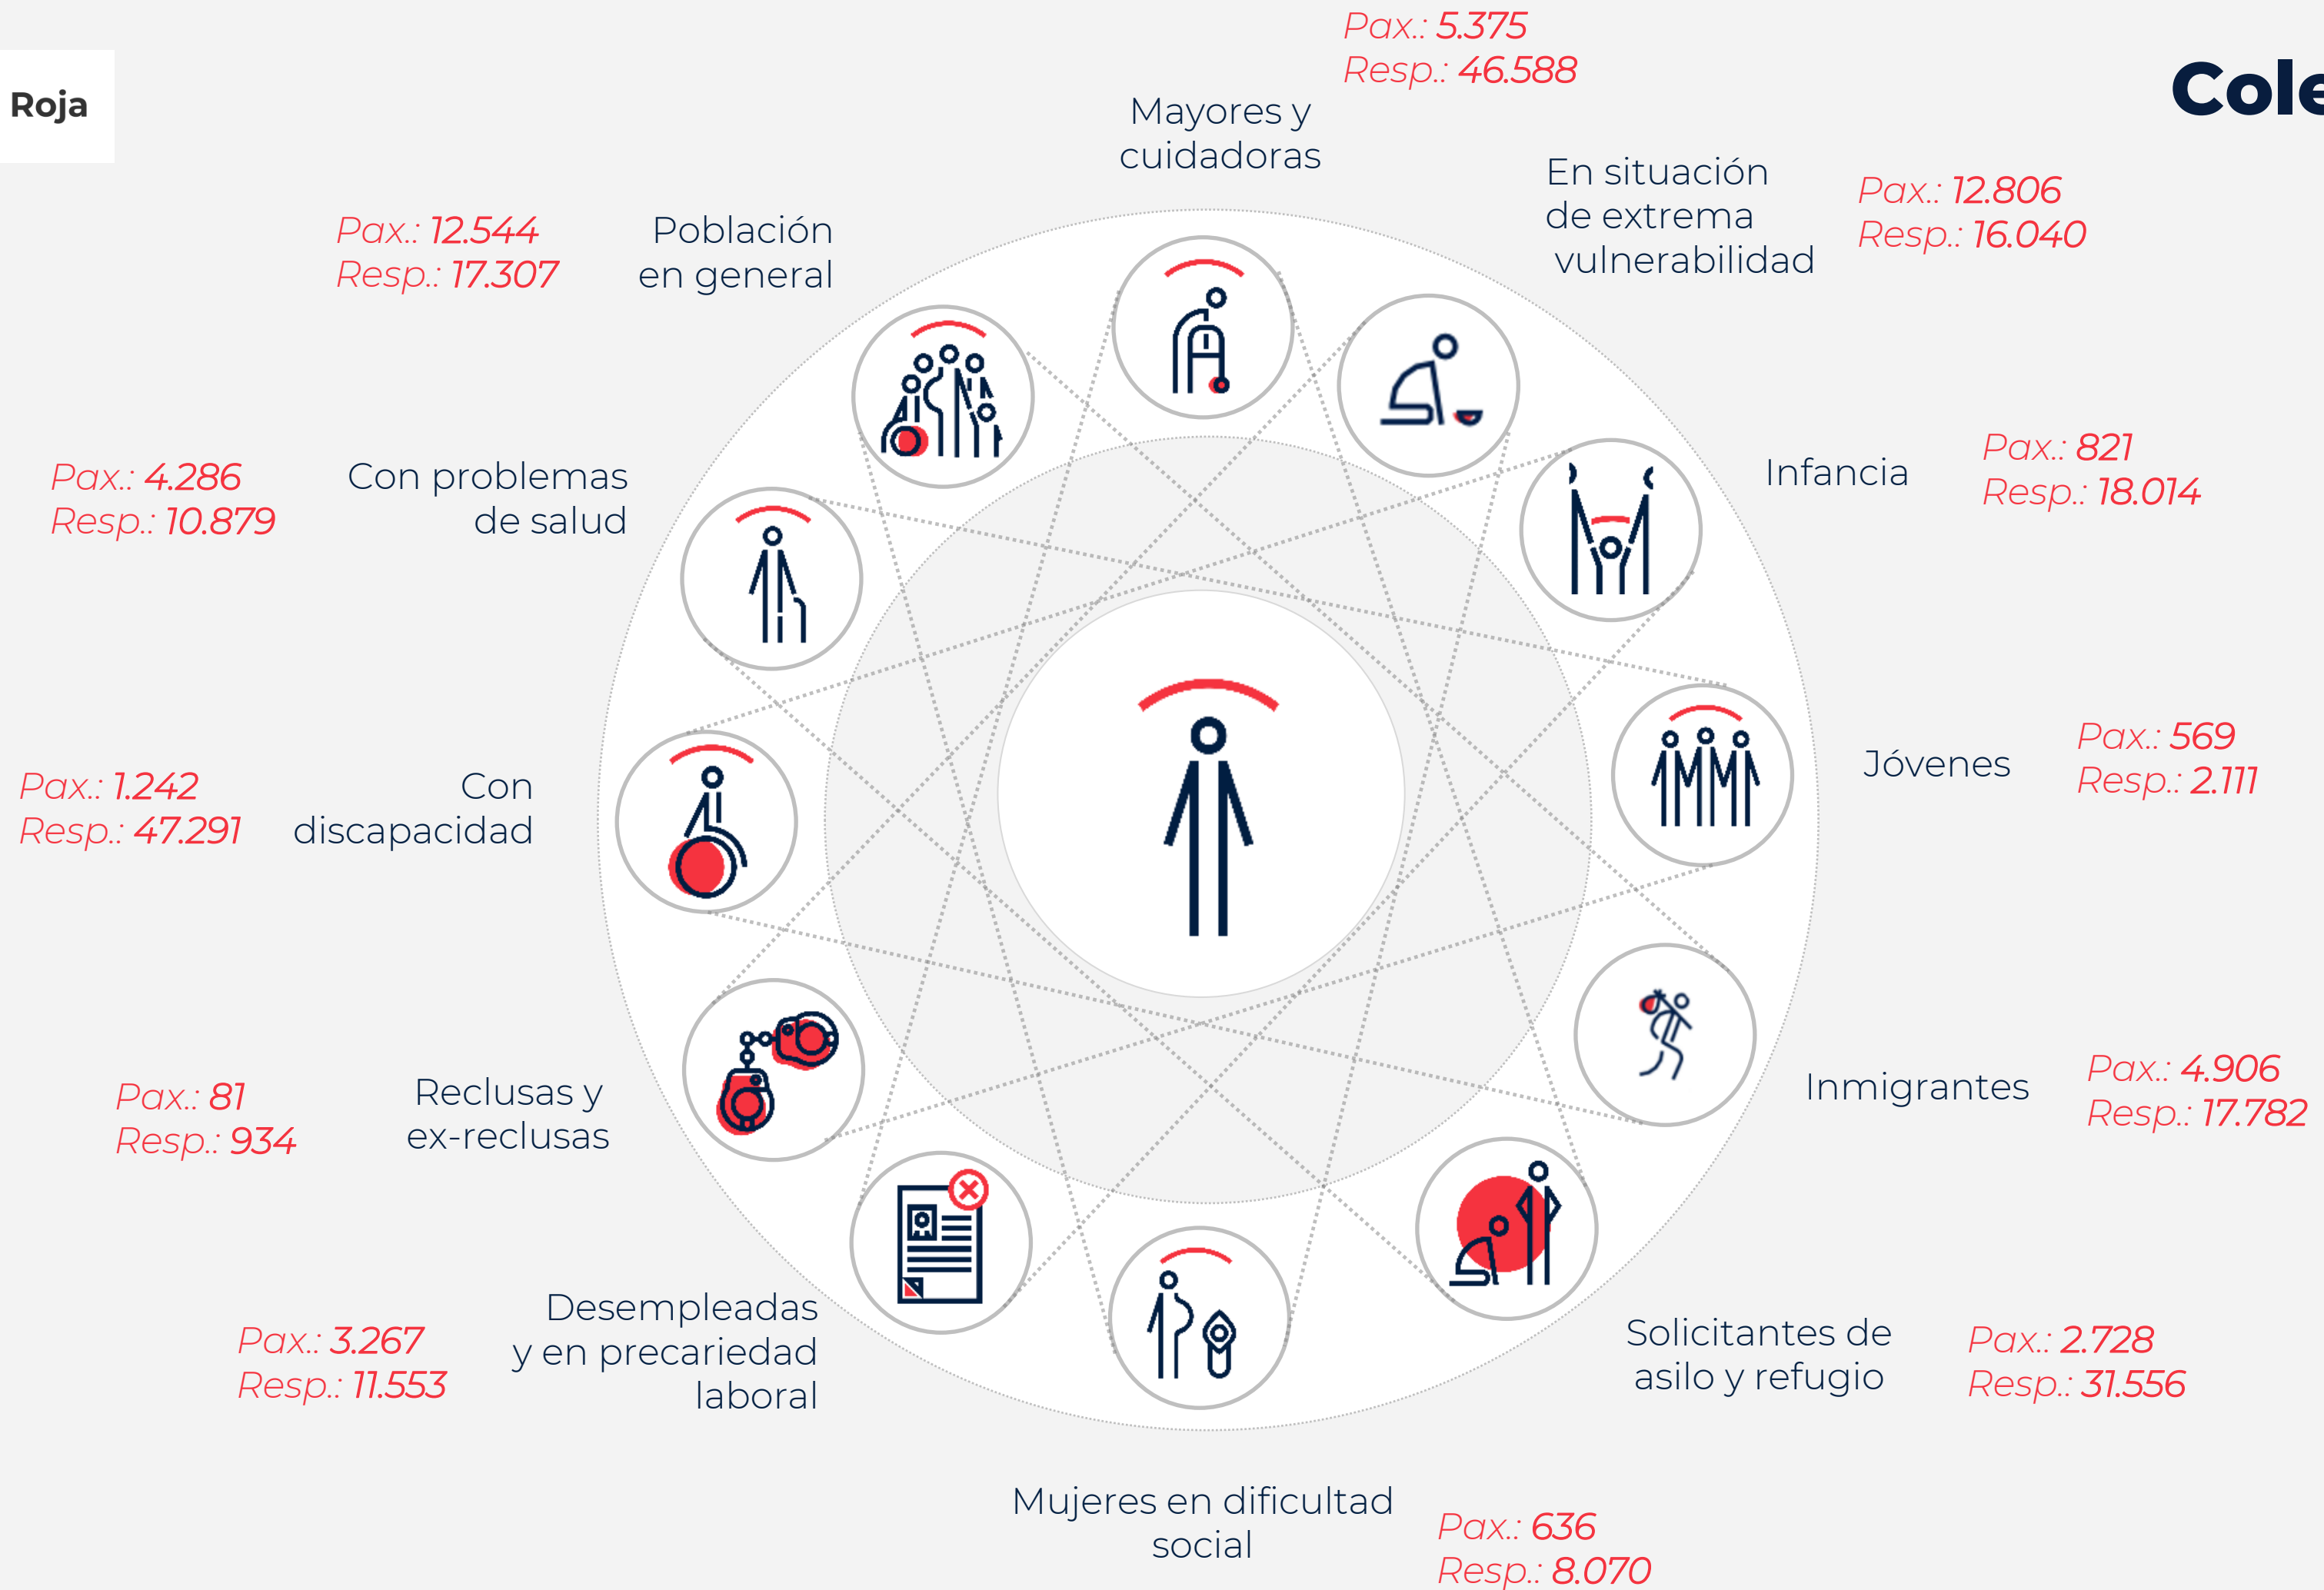 Roja
Cole
Pax.: 5.375
Resp.: 46.588
Mayores y
cuidadoras
En situación
de extrema
vulnerabilidad
Pax.: 12.806
Resp.: 16.040
Pax.: 12.544
Resp.: 17.307
Población
en general
Infancia
Pax.: 821
Resp.: 18.014
Pax.: 4.286
Resp.: 10.879
Con problemas
de salud
Jóvenes
Pax.: 569
Resp.: 2.111
Pax.: 1.242
Resp.: 47.291
Con
discapacidad
Inmigrantes
Pax.: 4.906
Resp.: 17.782
Pax.: 81
Resp.: 934
Reclusas y
ex-reclusas
Solicitantes de
asilo y refugio
Pax.: 2.728
Resp.: 31.556
Pax.: 3.267
Resp.: 11.553
Desempleadas
y en precariedad
laboral
Mujeres en dificultad
social
Pax.: 636
Resp.: 8.070